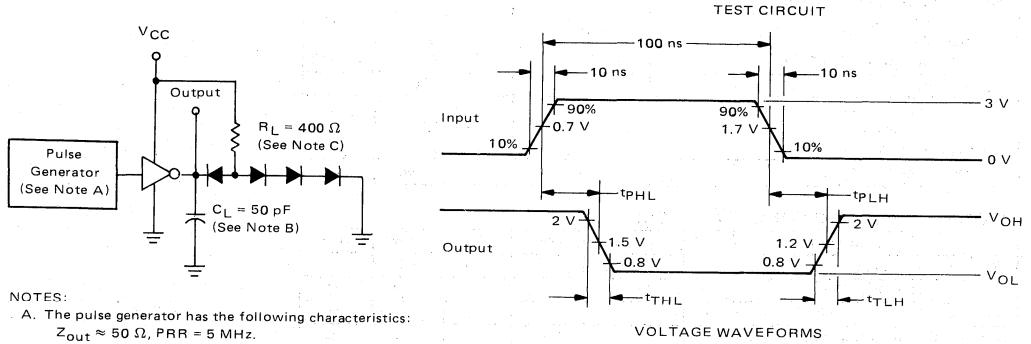 TEST CIRCUIT
VCC
Output
RL = 400 Ω
(See Note C)
Pulse
Generator
(See Note A)
CL = 50 pF
(See Note B)
NOTES:
A. The pulse generator has the following characteristics:
Zout ≈ 50 Ω, PRR = 5 MHz.
100 ns
10 ns
10 ns
Input
90%
0.7 V
10%
90%
1.7 V
10%
3 V
0 V
tPHL
tPLH
Output
2 V
1.5 V
0.8 V
2 V
1.2 V
0.8 V
VOH
VOL
tTHL
tTLH
VOLTAGE WAVEFORMS